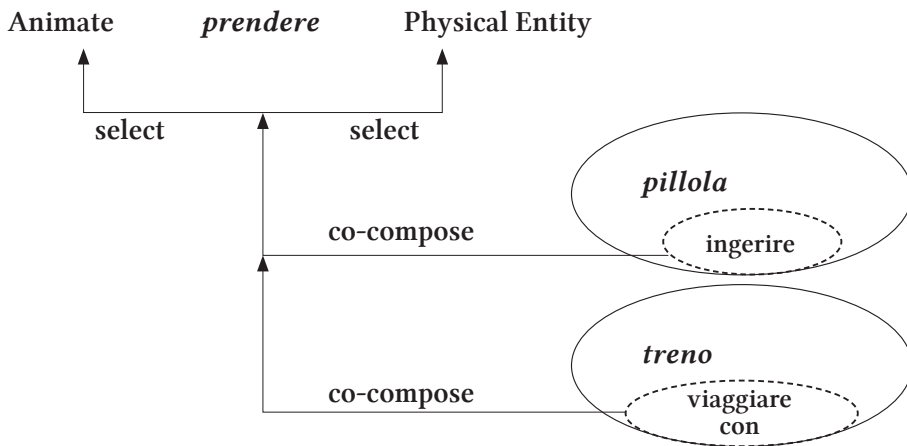 Animate prendere Physical Entity
select select
pillola
co-compose
ingerire
treno
co-compose
viaggiare
con